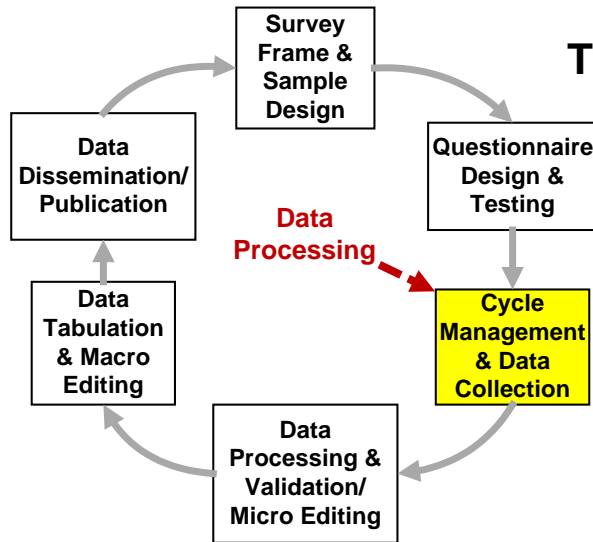 Survey
Frame &
Sample
Design
T
Questionnaire
Design &
Testing
Data
Dissemination/
Publication
Data
Processing
Cycle
Management
& Data
Collection
Data
Tabulation
& Macro
Editing
Data
Processing &
Validation/
Micro Editing